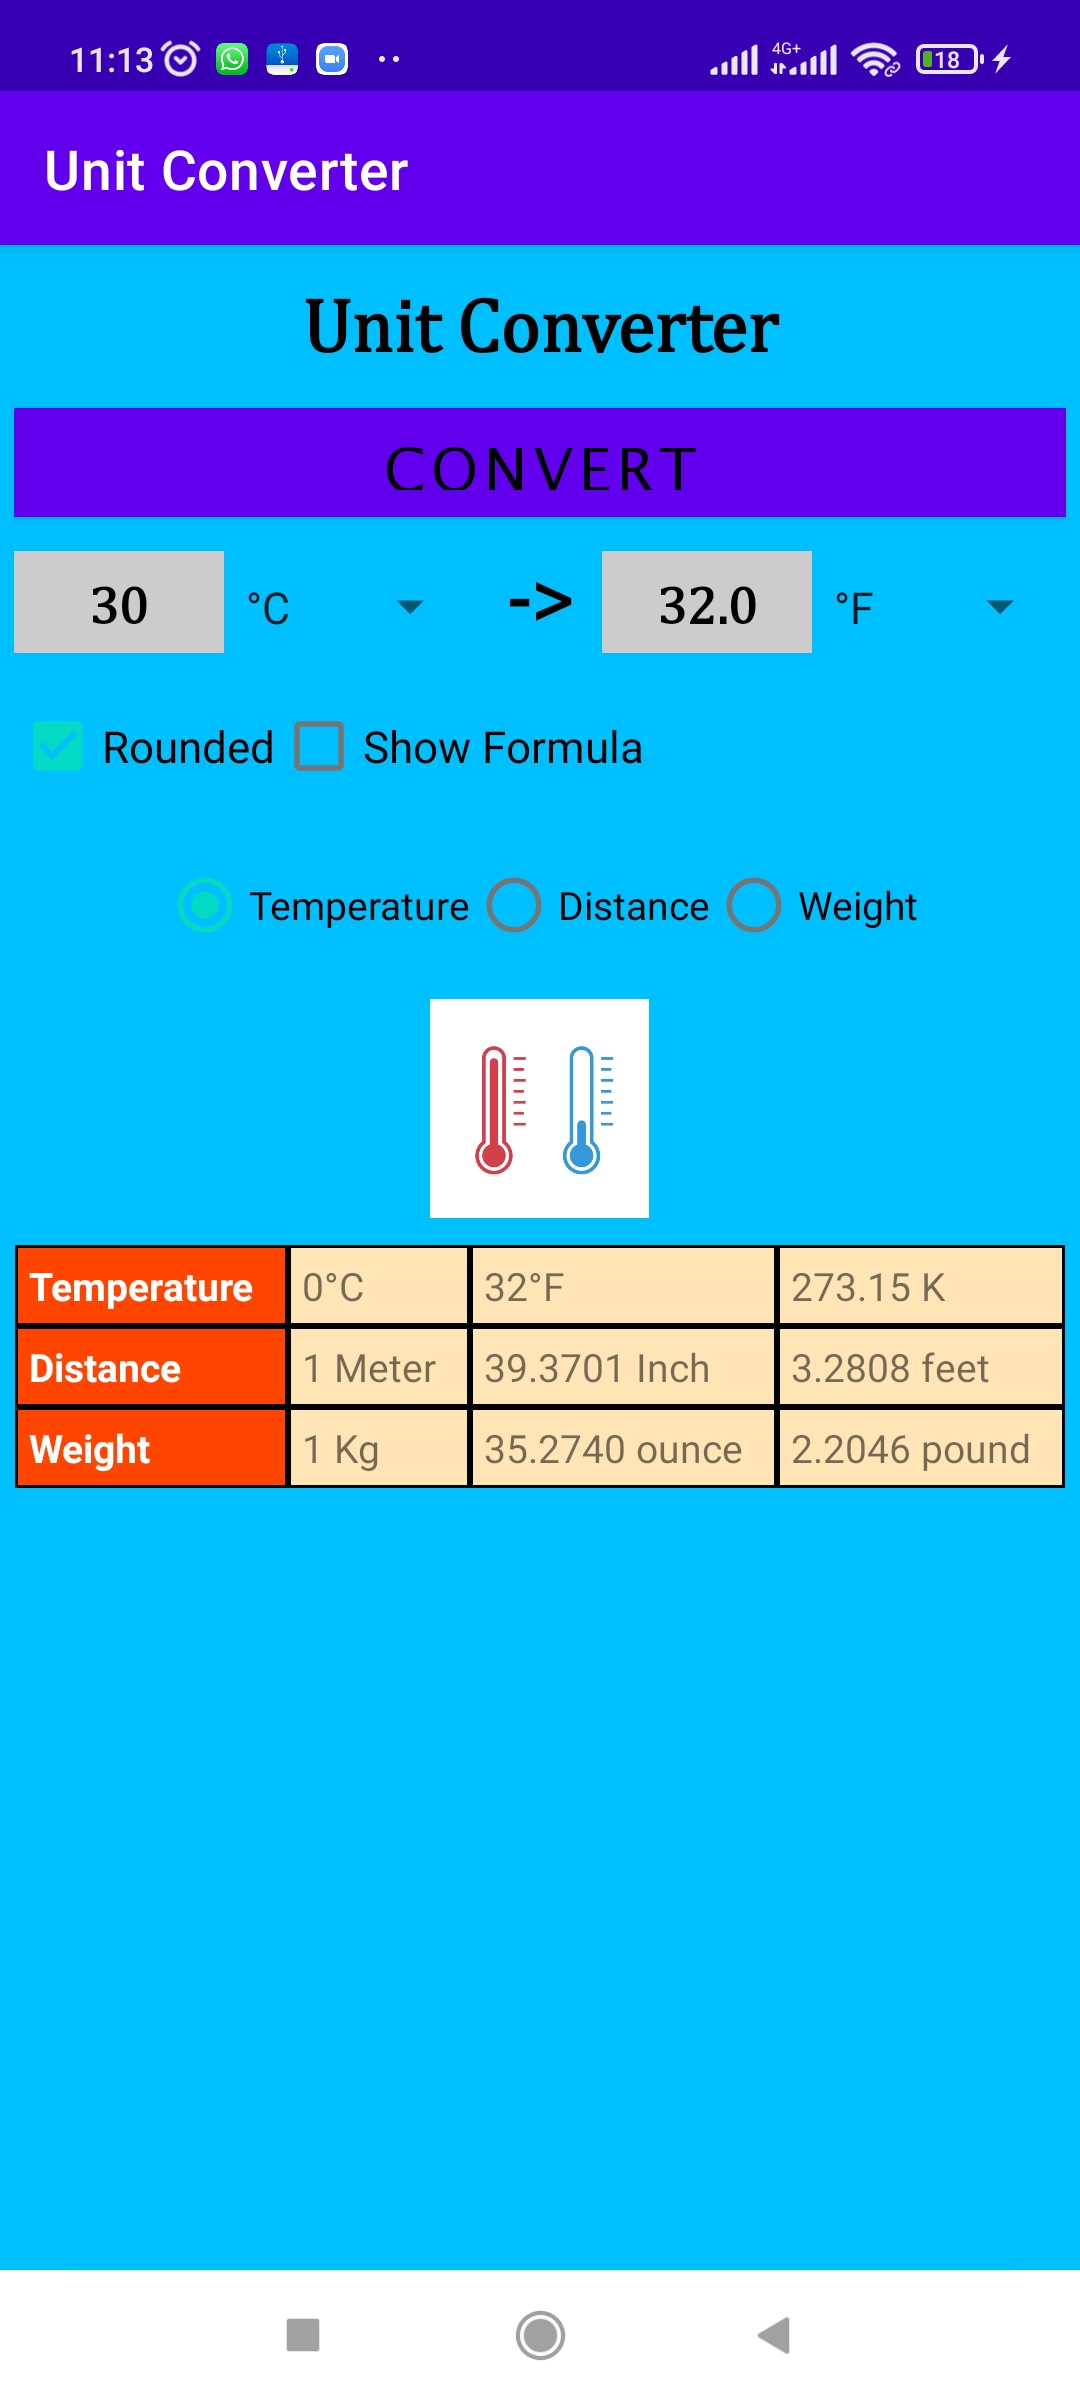 11:13 4G+ 18
Unit Converter
Unit Converter
CONVERT
30 °C -> 32.0 °F
Rounded Show Formula
Temperature Distance Weight
Temperature 0°C 32°F 273.15 K
Distance 1 Meter 39.3701 Inch 3.2808 feet
Weight 1 Kg 35.2740 ounce 2.2046 pound